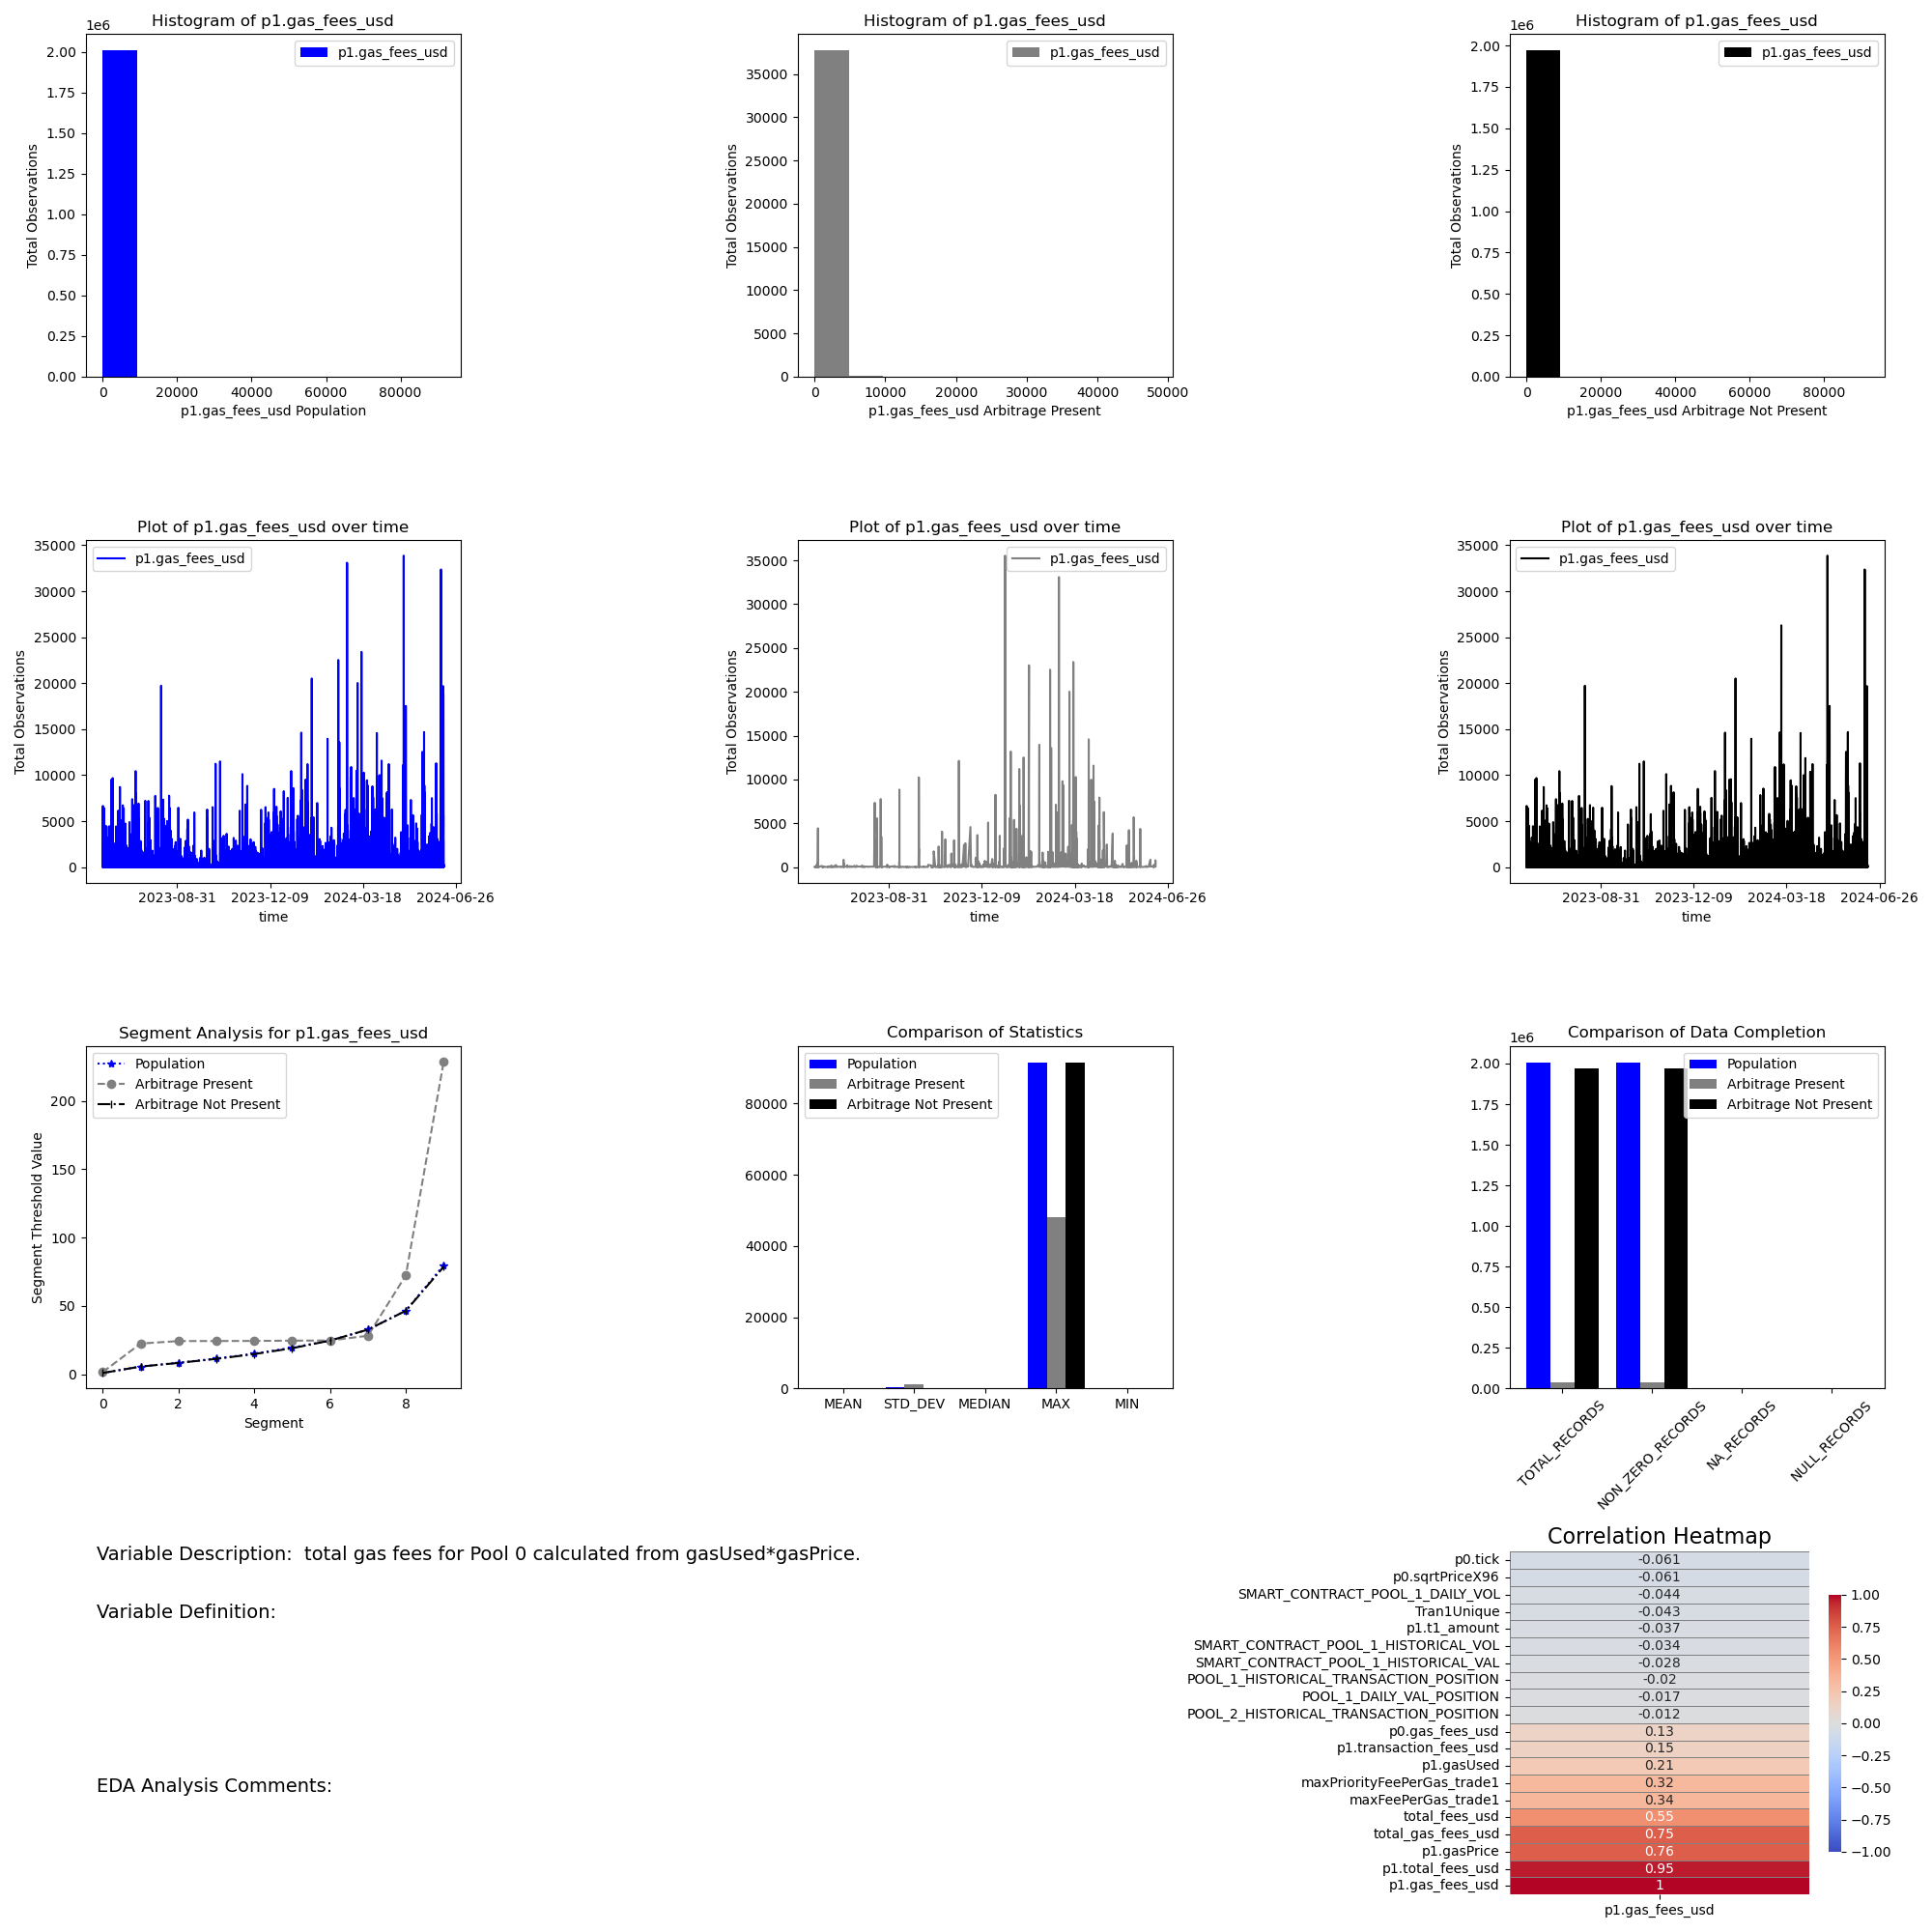 Histogram of p1.gas_fees_usd
1e6
p1.gas_fees_usd
Total Observations
2.00
1.75
1.50
1.25
1.00
0.75
0.50
0.25
0.00
0 20000 40000 60000 80000
p1.gas_fees_usd Population
Histogram of p1.gas_fees_usd
p1.gas_fees_usd
Total Observations
35000
30000
25000
20000
15000
10000
5000
0
0 10000 20000 30000 40000 50000
p1.gas_fees_usd Arbitrage Present
Histogram of p1.gas_fees_usd
1e6
p1.gas_fees_usd
Total Observations
2.00
1.75
1.50
1.25
1.00
0.75
0.50
0.25
0.00
0 20000 40000 60000 80000
p1.gas_fees_usd Arbitrage Not Present
Plot of p1.gas_fees_usd over time
p1.gas_fees_usd
Total Observations
35000
30000
25000
20000
15000
10000
5000
0
2023-08-31 2023-12-09 2024-03-18 2024-06-26
time
Plot of p1.gas_fees_usd over time
p1.gas_fees_usd
Total Observations
35000
30000
25000
20000
15000
10000
5000
0
2023-08-31 2023-12-09 2024-03-18 2024-06-26
time
Plot of p1.gas_fees_usd over time
p1.gas_fees_usd
Total Observations
35000
30000
25000
20000
15000
10000
5000
0
2023-08-31 2023-12-09 2024-03-18 2024-06-26
time
Segment Analysis for p1.gas_fees_usd
Population
Arbitrage Present
Arbitrage Not Present
Segment Threshold Value
200
150
100
50
0
0 2 4 6 8
Segment
Comparison of Statistics
Population
Arbitrage Present
Arbitrage Not Present
80000
60000
40000
20000
0
MEAN STD_DEV MEDIAN MAX MIN
Comparison of Data Completion
1e6
Population
Arbitrage Present
Arbitrage Not Present
2.00
1.75
1.50
1.25
1.00
0.75
0.50
0.25
0.00
TOTAL_RECORDS
NON_ZERO_RECORDS
NA_RECORDS
NULL_RECORDS
Variable Description:  total gas fees for Pool 0 calculated from gasUsed*gasPrice.
Variable Definition:
EDA Analysis Comments:
Correlation Heatmap
p0.tick -0.061
p0.sqrtPriceX96 -0.061
SMART_CONTRACT_POOL_1_DAILY_VOL -0.044
Tran1Unique -0.043
p1.t1_amount -0.037
SMART_CONTRACT_POOL_1_HISTORICAL_VOL -0.034
SMART_CONTRACT_POOL_1_HISTORICAL_VAL -0.028
POOL_1_HISTORICAL_TRANSACTION_POSITION -0.02
POOL_1_DAILY_VAL_POSITION -0.017
POOL_2_HISTORICAL_TRANSACTION_POSITION -0.012
p0.gas_fees_usd 0.13
p1.transaction_fees_usd 0.15
p1.gasUsed 0.21
maxPriorityFeePerGas_trade1 0.32
maxFeePerGas_trade1 0.34
total_fees_usd 0.55
total_gas_fees_usd 0.75
p1.gasPrice 0.76
p1.total_fees_usd 0.95
p1.gas_fees_usd 1
p1.gas_fees_usd
1.00
0.75
0.50
0.25
0.00
−0.25
−0.50
−0.75
−1.00